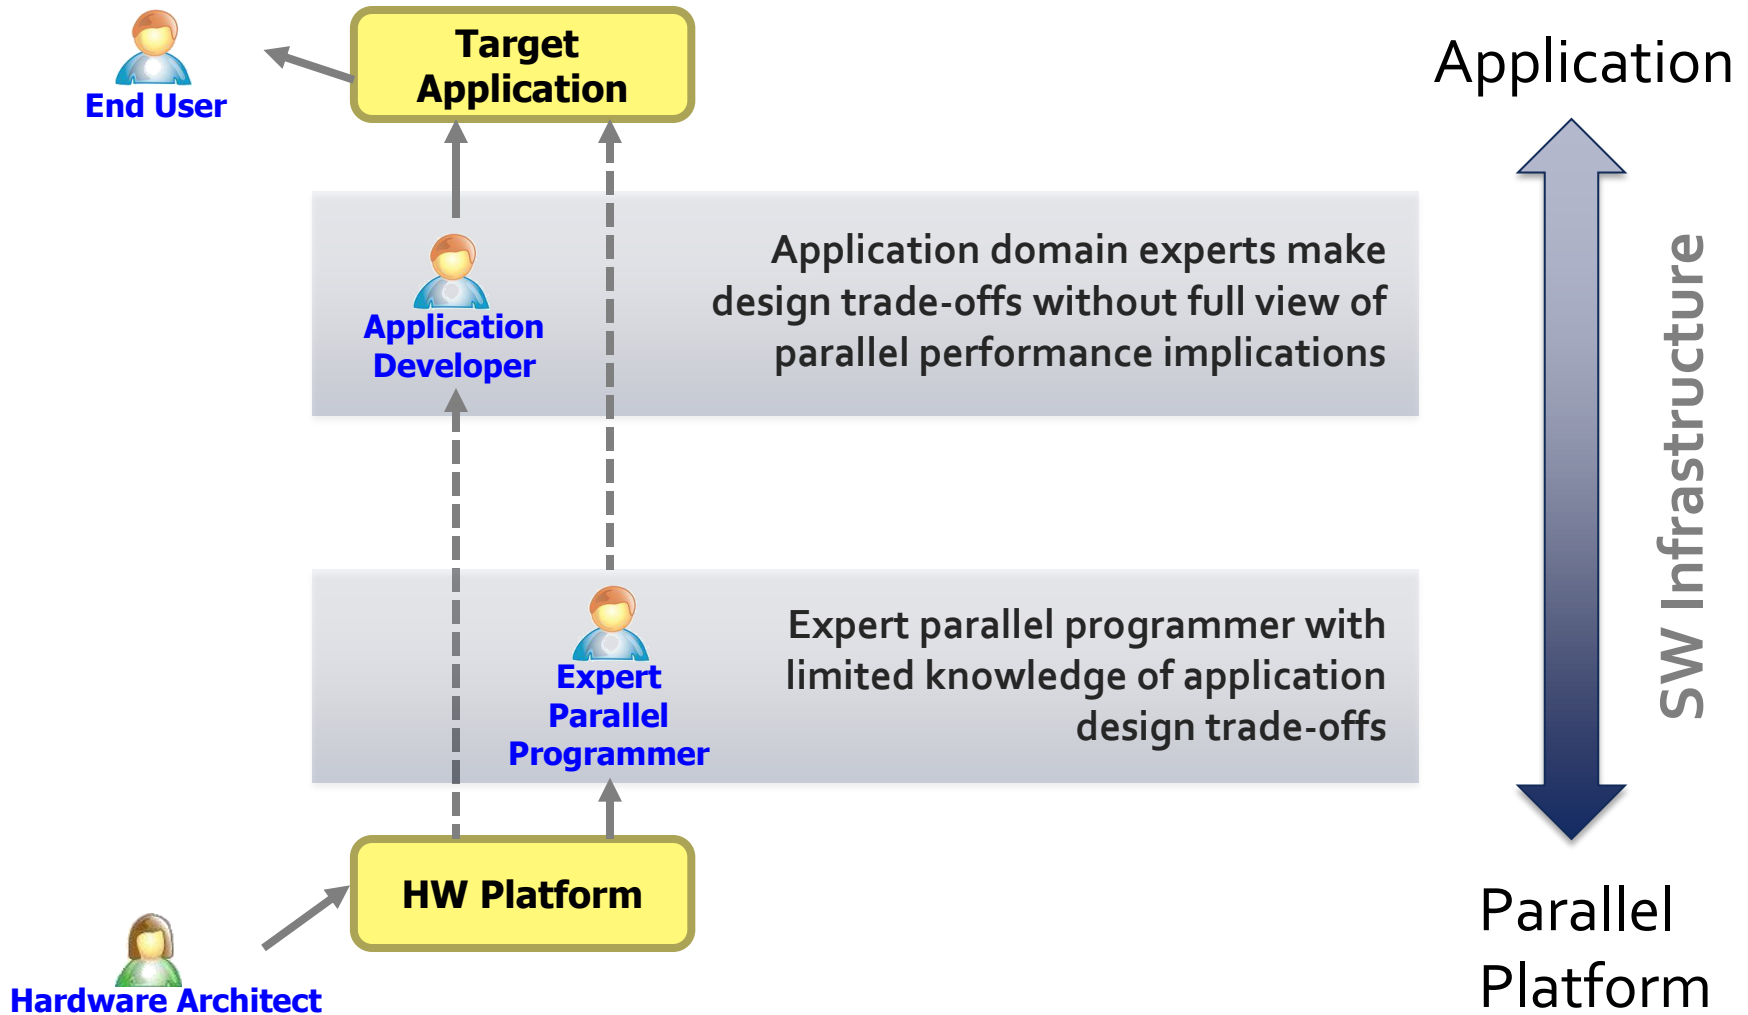 End User
Target
Application
Application
Application
Developer
Application domain experts make
design trade-offs without full view of
parallel performance implications
SW Infrastructure
Expert
Parallel
Programmer
Expert parallel programmer with
limited knowledge of application
design trade-offs
HW Platform
Hardware Architect
Parallel
Platform